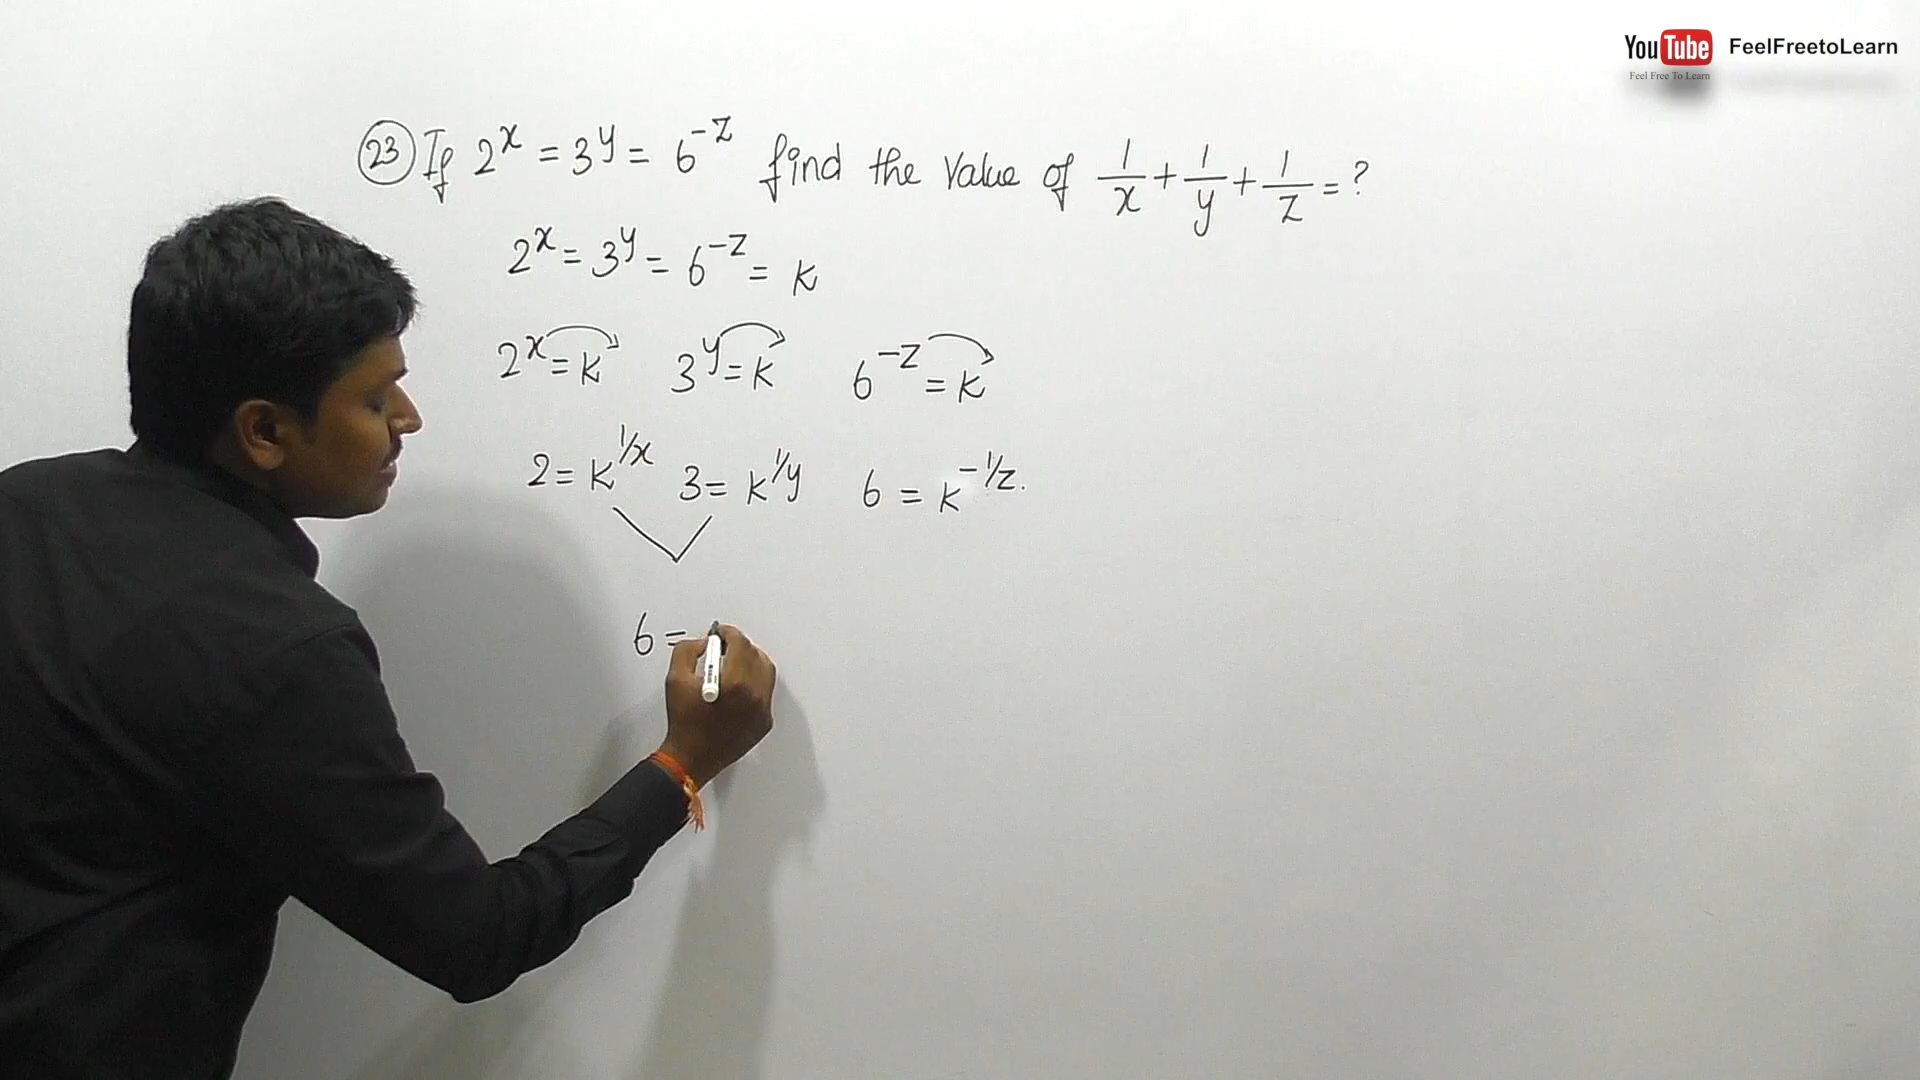 YouTube FeelFreetoLearn
Feel Free To Learn
23 If 2^x = 3^y = 6^-z find the value of 1/x + 1/y + 1/z = ?
2^x = 3^y = 6^-z = k
2^x = k 3^y = k 6^-z = k
2 = k^1/x 3 = k^1/y 6 = k^-1/z.
6 =